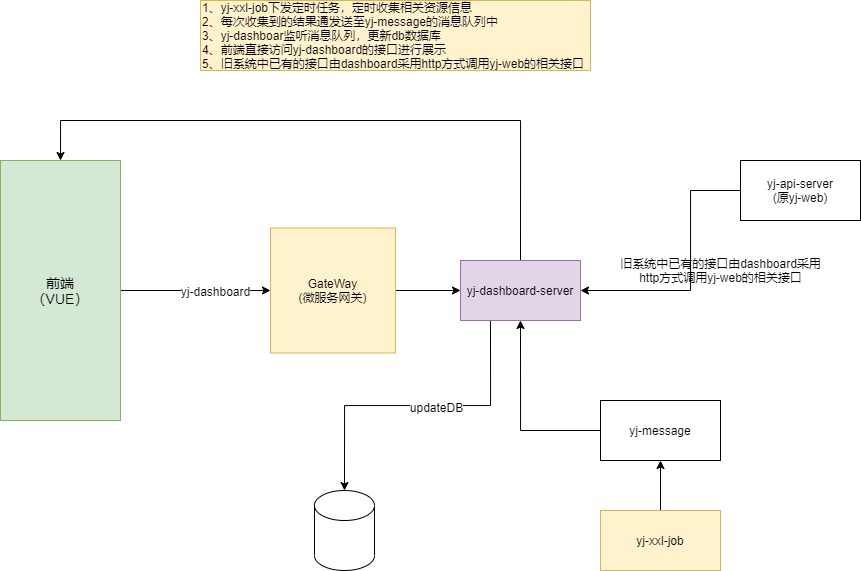 1、yj-xxl-job下发定时任务，定时收集相关资源信息
2、每次收集到的结果通发送至yj-message的消息队列中
3、yj-dashboar监听消息队列，更新db数据库
4、前端直接访问yj-dashboard的接口进行展示
5、旧系统中已有的接口由dashboard采用http方式调用yj-web的相关接口
yj-api-server
(原yj-web)
前端
（VUE）
yj-dashboard
GateWay
(微服务网关)
yj-dashboard-server
旧系统中已有的接口由dashboard采用
http方式调用yj-web的相关接口
updateDB
yj-message
yj-xxl-job